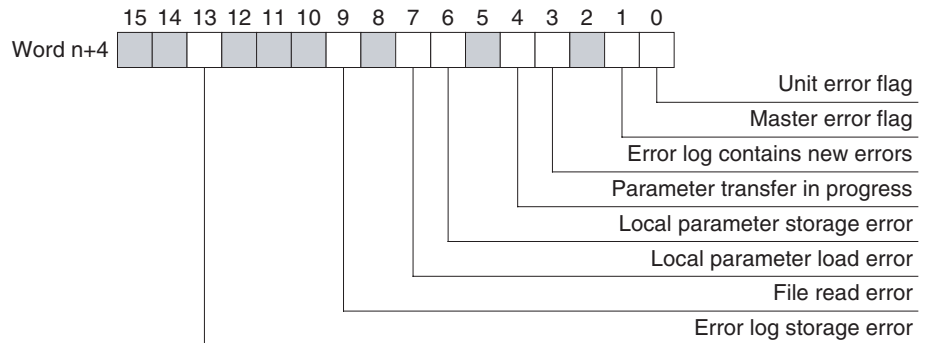 15 14 13 12 11 10 9 8 7 6 5 4 3 2 1 0
Word n+4
Unit error flag
Master error flag
Error log contains new errors
Parameter transfer in progress
Local parameter storage error
Local parameter load error
File read error
Error log storage error